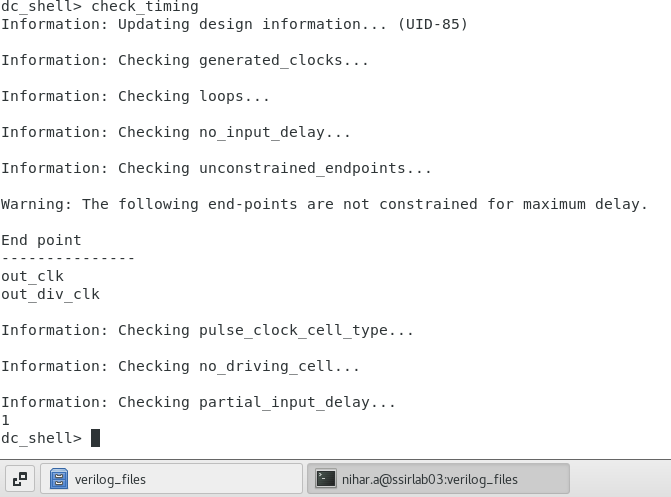 dc_shell> check_timing
Information: Updating design information... (UID-85)
Information: Checking generated_clocks...
Information: Checking loops...
Information: Checking no_input_delay...
Information: Checking unconstrained_endpoints...
Warning: The following end-points are not constrained for maximum delay.
End point
---------------
out_clk
out_div_clk
Information: Checking pulse_clock_cell_type...
Information: Checking no_driving_cell...
Information: Checking partial_input_delay...
1
dc_shell>
verilog_files
nihar.a@ssirlab03:verilog_files